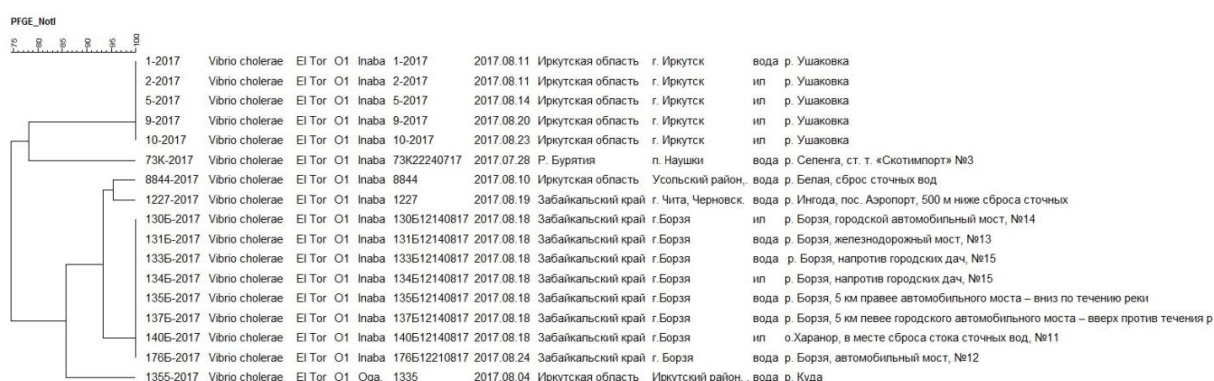 PFGE_NotI
75 80 85 90 95 100
1-2017 Vibrio cholerae El Tor O1 Inaba 1-2017 2017.08.11 Иркутская область г. Иркутск вода р. Ушаковка
2-2017 Vibrio cholerae El Tor O1 Inaba 2-2017 2017.08.11 Иркутская область г. Иркутск ип р. Ушаковка
5-2017 Vibrio cholerae El Tor O1 Inaba 5-2017 2017.08.14 Иркутская область г. Иркутск ип р. Ушаковка
9-2017 Vibrio cholerae El Tor O1 Inaba 9-2017 2017.08.20 Иркутская область г. Иркутск ип р. Ушаковка
10-2017 Vibrio cholerae El Tor O1 Inaba 10-2017 2017.08.23 Иркутская область г. Иркутск ип р. Ушаковка
73К-2017 Vibrio cholerae El Tor O1 Inaba 73К22240717 2017.07.28 Р. Бурятия п. Наушки вода р. Селенга, ст. т. «Скотимпорт» №3
8844-2017 Vibrio cholerae El Tor O1 Inaba 8844 2017.08.10 Иркутская область Усольский район,. вода р. Белая, сброс сточных вод
1227-2017 Vibrio cholerae El Tor O1 Inaba 1227 2017.08.19 Забайкальский край г. Чита, Черновск. вода р. Ингода, пос. Аэропорт, 500 м ниже сброса сточных
130Б-2017 Vibrio cholerae El Tor O1 Inaba 130Б12140817 2017.08.18 Забайкальский край г.Борзя ип р. Борзя, городской автомобильный мост, №14
131Б-2017 Vibrio cholerae El Tor O1 Inaba 131Б12140817 2017.08.18 Забайкальский край г.Борзя вода р. Борзя, железнодорожный мост, №13
133Б-2017 Vibrio cholerae El Tor O1 Inaba 133Б12140817 2017.08.18 Забайкальский край г.Борзя вода р. Борзя, напротив городских дач, №15
134Б-2017 Vibrio cholerae El Tor O1 Inaba 134Б12140817 2017.08.18 Забайкальский край г.Борзя ип р. Борзя, напротив городских дач, №15
135Б-2017 Vibrio cholerae El Tor O1 Inaba 135Б12140817 2017.08.18 Забайкальский край г.Борзя вода р. Борзя, 5 км правее автомобильного моста – вниз по течению реки
137Б-2017 Vibrio cholerae El Tor O1 Inaba 137Б12140817 2017.08.18 Забайкальский край г.Борзя вода р. Борзя, 5 км левее городского автомобильного моста – вверх против течения р
140Б-2017 Vibrio cholerae El Tor O1 Inaba 140Б12140817 2017.08.18 Забайкальский край г.Борзя ип о.Харанор, в месте сброса стока сточных вод, №11
176Б-2017 Vibrio cholerae El Tor O1 Inaba 176Б12210817 2017.08.24 Забайкальский край г. Борзя вода р. Борзя, автомобильный мост, №12
1355-2017 Vibrio cholerae El Tor O1 Oga. 1335 2017.08.04 Иркутская область Иркутский район, . вода р. Куда